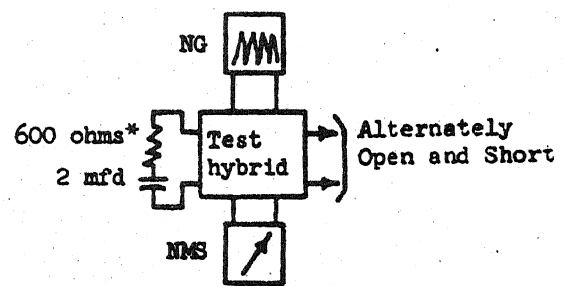 NG
600 ohms*
2 mfd
Test
hybrid
Alternately
Open and Short
NMS